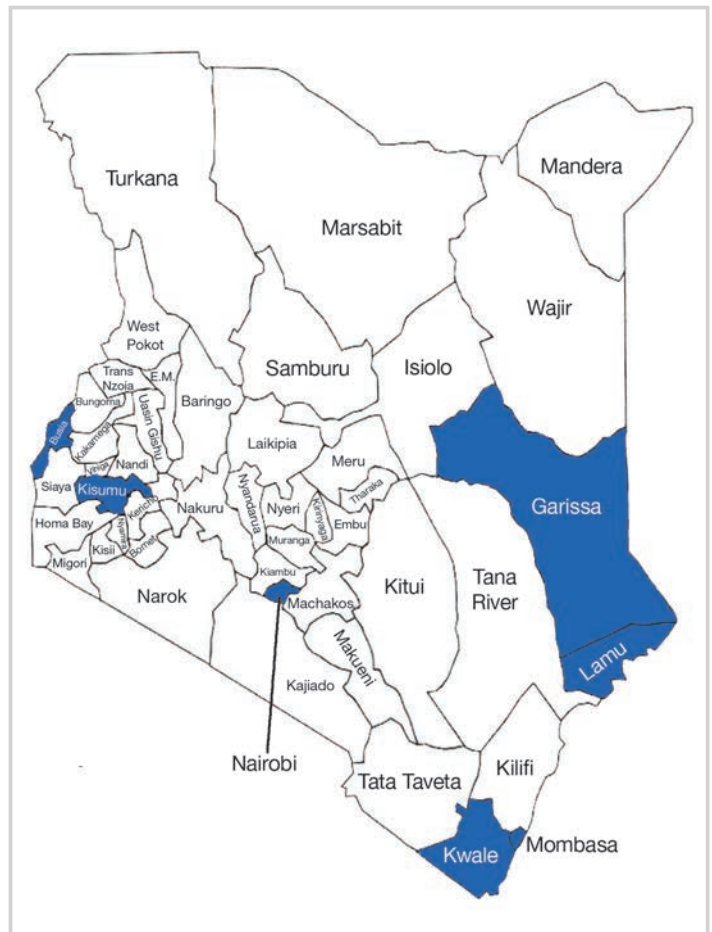 Turkana
Marsabit
Mandera
Wajir
West
Pokot
Samburu
Isiolo
Trans
Nzoia
E.M.
Baringo
Bungoma
Uasin Gishu
Busia
Kakamega
Laikipia
Meru
Vihiga
Nandi
Siaya
Kisumu
Kericho
Nakuru
Nyandarua
Nyeri
Kirinyaga
Tharaka
Embu
Garissa
Homa Bay
Kisii
Nyamira
Bomet
Muranga
Migori
Kiambu
Narok
Machakos
Kitui
Tana
River
Makueni
Lamu
Kajiado
Nairobi
Tata Taveta
Kilifi
Kwale
Mombasa